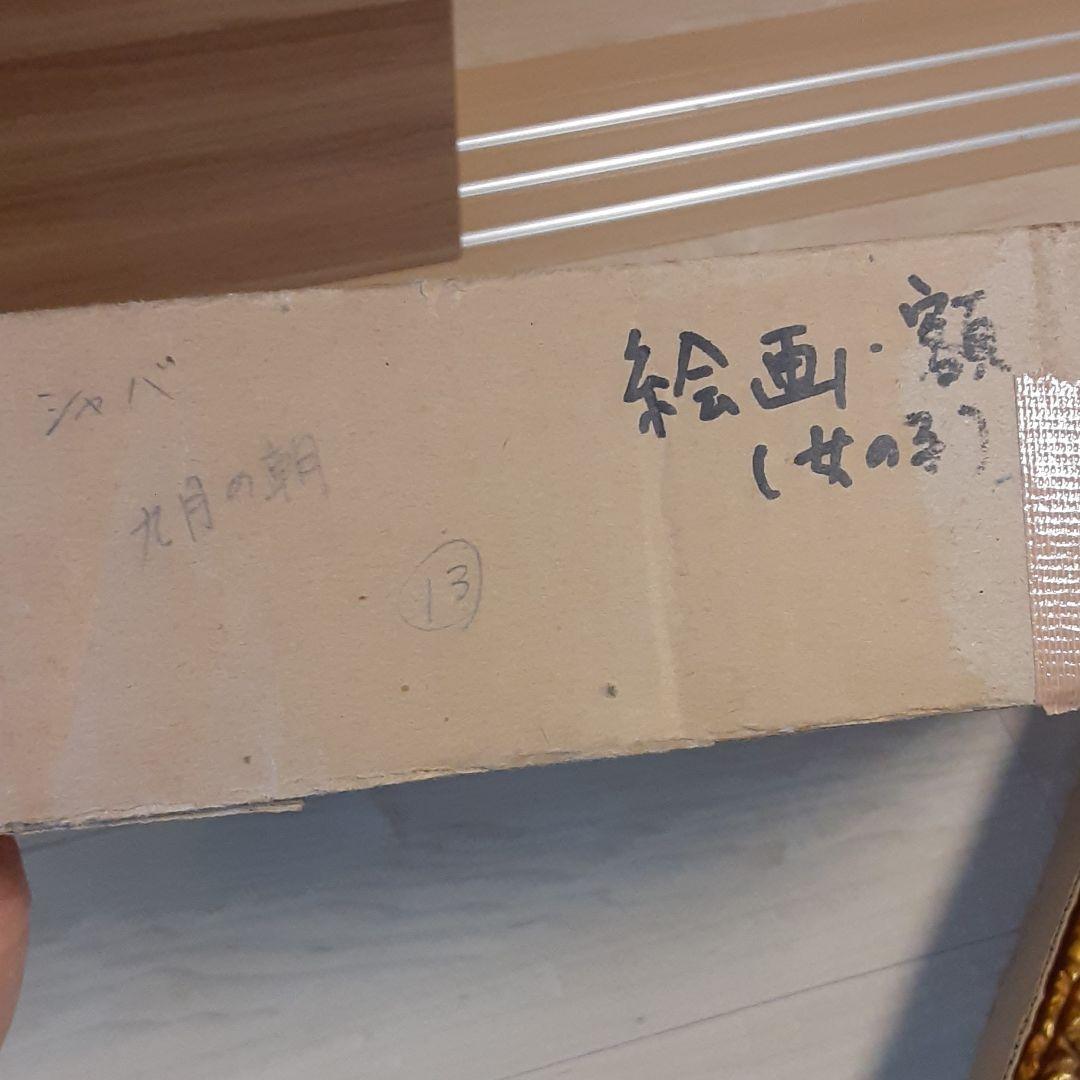 シャバ
九月の朝
13
絵画・額
(女の子)